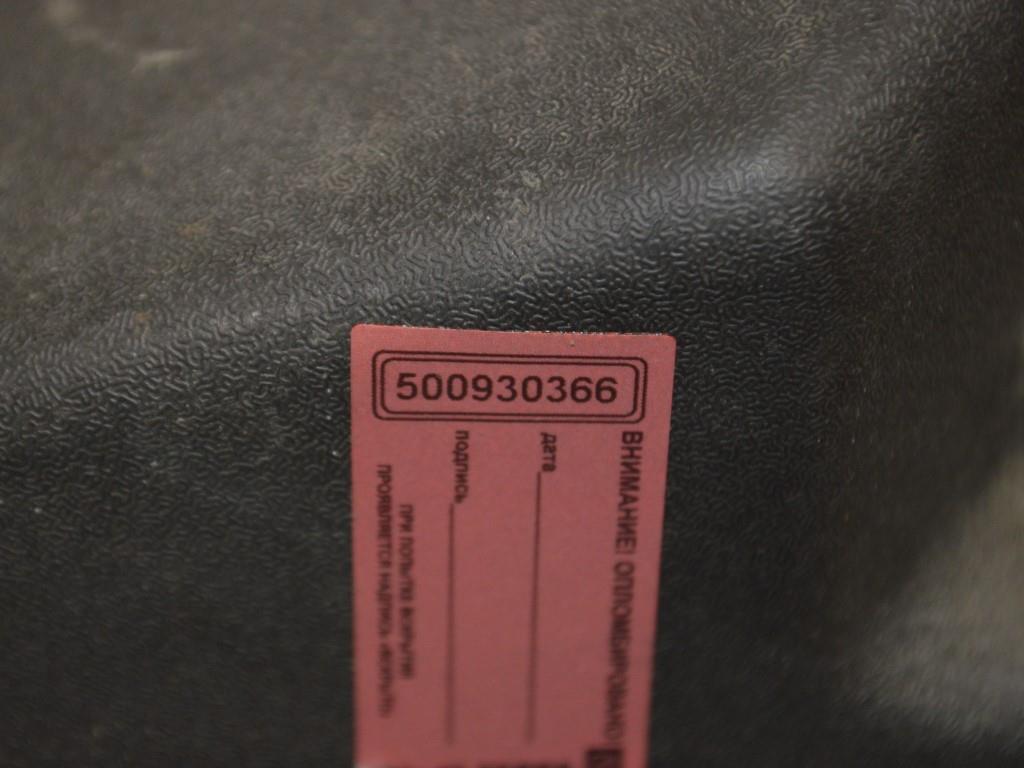 500930366
ВНИМАНИЕ! ОПЛОМБИРОВАНО
дата
подпись
ПРИ ПОПЫТКЕ ВСКРЫТИЯ
ПРОЯВЛЯЕТСЯ НАДПИСЬ «ВСКРЫТО»